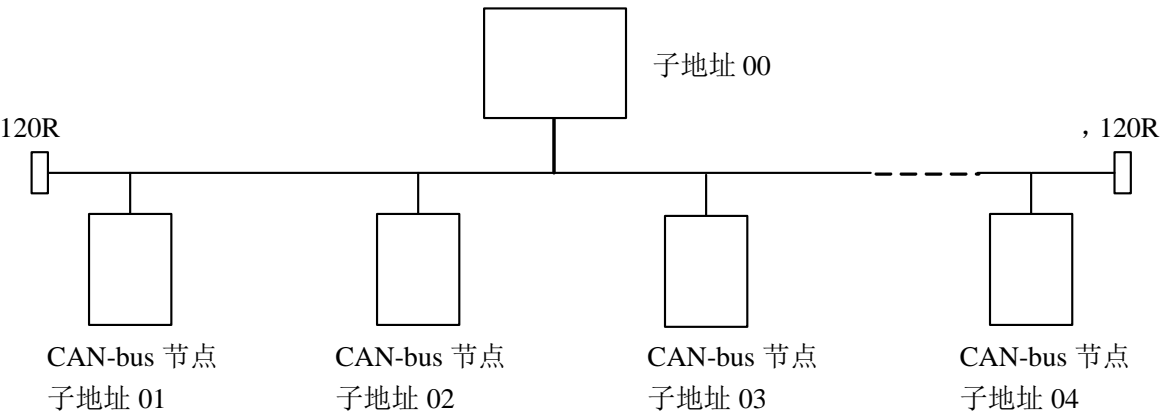 子地址 00
120R
，120R
CAN-bus 节点
子地址 01
CAN-bus 节点
子地址 02
CAN-bus 节点
子地址 03
CAN-bus 节点
子地址 04